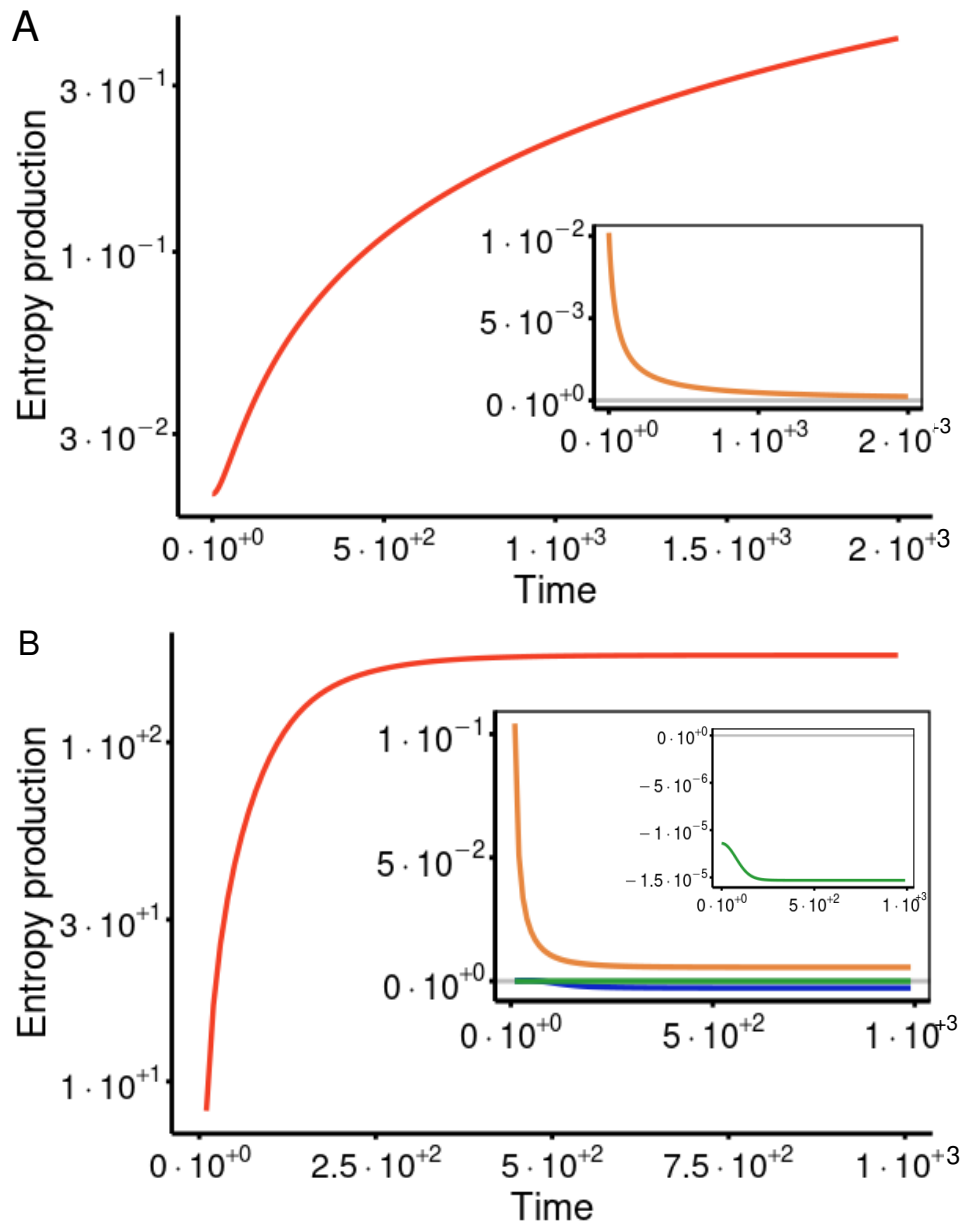 A
Entropy production
3·10⁻¹
1·10⁻¹
3·10⁻²
1·10⁻²
5·10⁻³
0·10⁺⁰
0·10⁺⁰ 1·10⁺³ 2·10⁻³
0·10⁺⁰ 5·10⁺² 1·10⁺³ 1.5·10⁺³ 2·10⁺³
Time
B
Entropy production
1·10⁺²
3·10⁺¹
1·10⁺¹
1·10⁻¹
5·10⁻²
0·10⁺⁰
0·10⁺⁰
−5·10⁻⁶
−1·10⁻⁵
−1.5·10⁻⁵
0·10⁺⁰ 5·10⁺² 1·10⁺³
0·10⁺⁰ 5·10⁺² 1·10⁺³
0·10⁺⁰ 2.5·10⁺² 5·10⁺² 7.5·10⁺² 1·10⁺³
Time